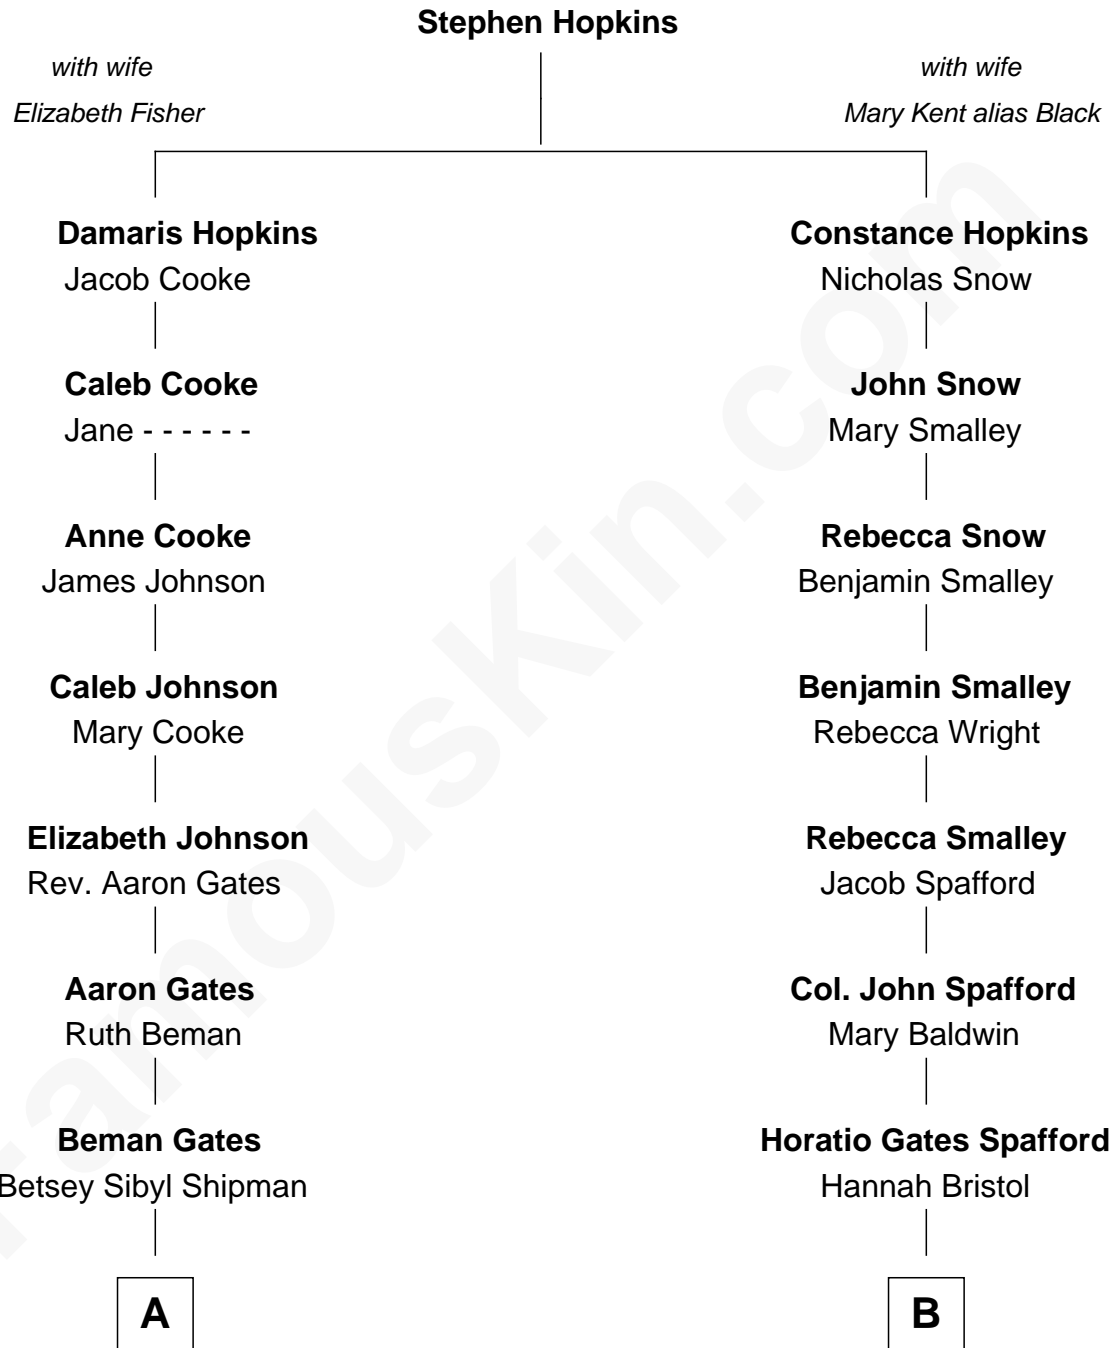 Stephen Hopkins
with wife
Elizabeth Fisher
with wife
Mary Kent alias Black
Damaris Hopkins
Jacob Cooke
Constance Hopkins
Nicholas Snow
Caleb Cooke
Jane - - - - - -
John Snow
Mary Smalley
Anne Cooke
James Johnson
Rebecca Snow
Benjamin Smalley
Caleb Johnson
Mary Cooke
Benjamin Smalley
Rebecca Wright
Elizabeth Johnson
Rev. Aaron Gates
Rebecca Smalley
Jacob Spafford
Aaron Gates
Ruth Beman
Col. John Spafford
Mary Baldwin
Beman Gates
Betsey Sibyl Shipman
Horatio Gates Spafford
Hannah Bristol
A
B
FamousKin.com